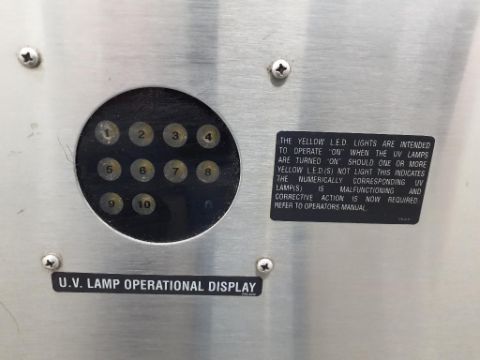 1 2 3 4
5 6 7 8
9 10
U.V. LAMP OPERATIONAL DISPLAY
THE YELLOW L.E.D LIGHTS ARE INTENDED
TO OPERATE 'ON' WHEN THE UV LAMPS
ARE TURNED 'ON' SHOULD ONE OR MORE
YELLOW L.E.D(S) NOT LIGHT THIS INDICATES
THE NUMERICALLY CORRESPONDING UV
LAMP(S) IS MALFUNCTIONING AND
CORRECTIVE ACTION IS NOW REQUIRED.
REFER TO OPERATORS MANUAL.